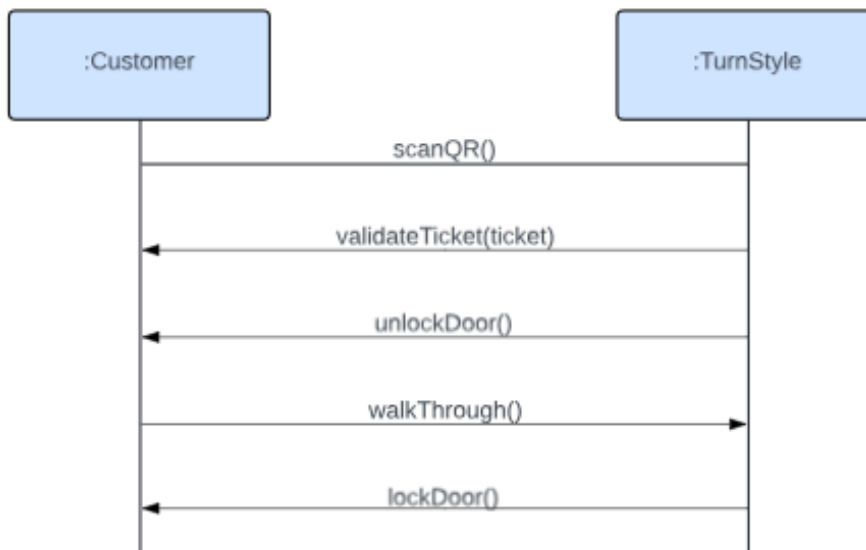 :Customer
:TurnStyle
scanQR()
validateTicket(ticket)
unlockDoor()
walkThrough()
lockDoor()